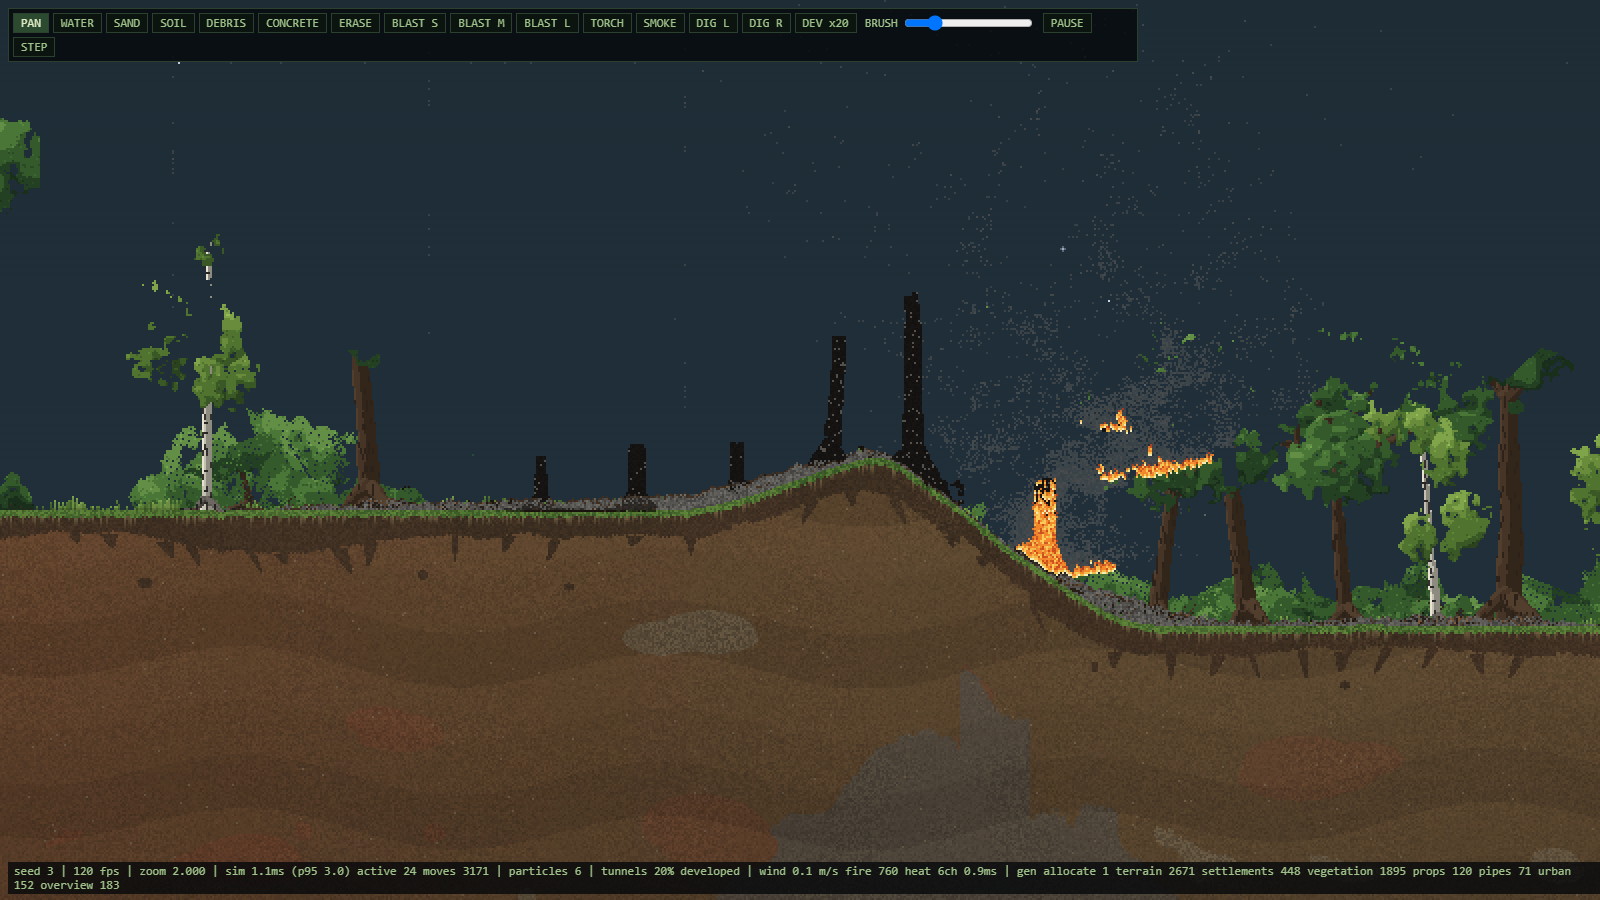 PAN WATER SAND SOIL DEBRIS CONCRETE ERASE BLAST S BLAST M BLAST L TORCH SMOKE DIG L DIG R DEV x20 BRUSH PAUSE
STEP
seed 3 | 120 fps | zoom 2.000 | sim 1.1ms (p95 3.0) active 24 moves 3171 | particles 6 | tunnels 20% developed | wind 0.1 m/s fire 760 heat 6ch 0.9ms | gen allocate 1 terrain 2671 settlements 448 vegetation 1895 props 120 pipes 71 urban
152 overview 183